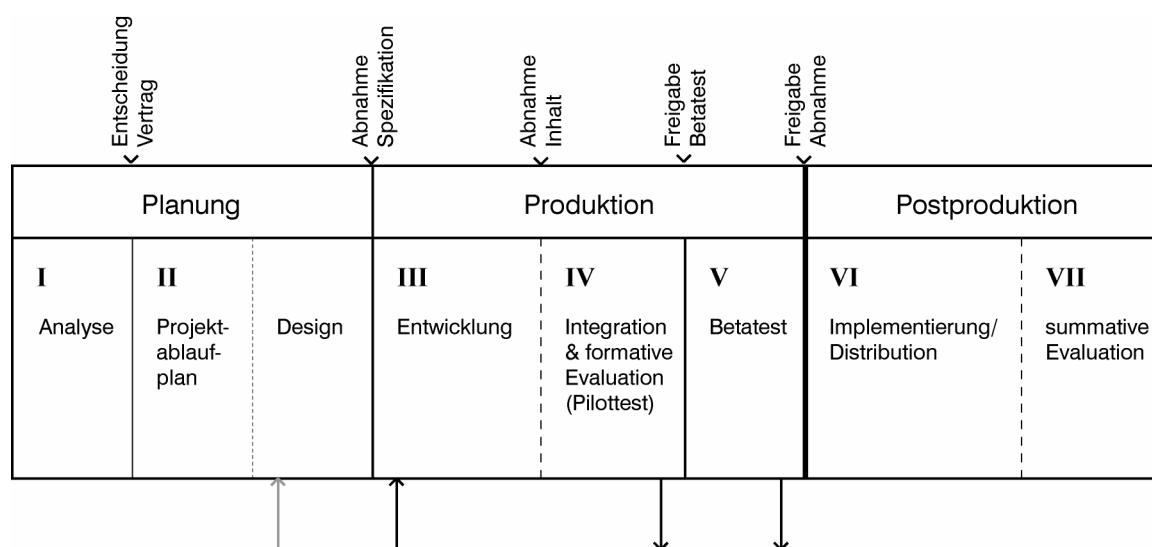 Entscheidung
Vertrag
Abnahme
Spezifikation
Abnahme
Inhalt
Freigabe
Betatest
Freigabe
Abnahme
Planung
Produktion
Postproduktion
I
Analyse
II
Projekt-
ablauf-
plan
Design
III
Entwicklung
IV
Integration
& formative
Evaluation
(Pilottest)
V
Betatest
VI
Implementierung/
Distribution
VII
summative
Evaluation